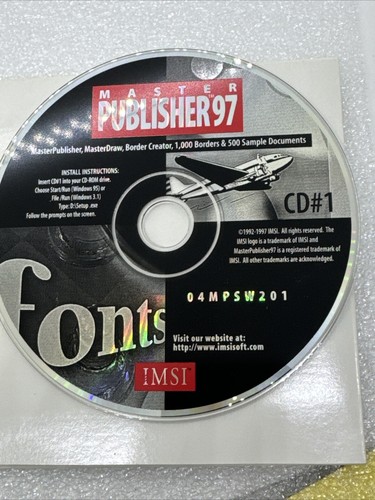 MASTER
PUBLISHER'97
MasterPublisher, MasterDraw, Border Creator, 1,000 Borders & 500 Sample Documents
INSTALL INSTRUCTIONS:
Insert CD#1 into your CD-ROM drive.
Choose Start/Run (Windows 95) or
File /Run (Windows 3.1)
Type: D:\Setup .exe
Follow the prompts on the screen.
CD#1
©1992-1997 IMSI. All rights reserved. The
IMSI logo is a trademark of IMSI and
MasterPublisher97 is a registered trademark of
IMSI. All other trademarks are acknowledged.
04MPSW201
fonts
Visit our website at:
http://www.imsisoft.com
IMSI™